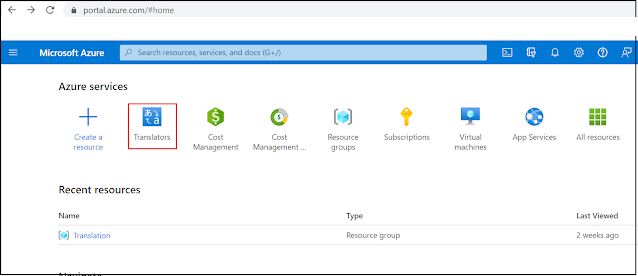 portal.azure.com/#home
Microsoft Azure
Search resources, services, and docs (G+/)
Azure services
Create a resource
Translators
Cost Management
Cost Management ...
Resource groups
Subscriptions
Virtual machines
App Services
All resources
Recent resources
Name Type Last Viewed
Translation Resource group 2 weeks ago